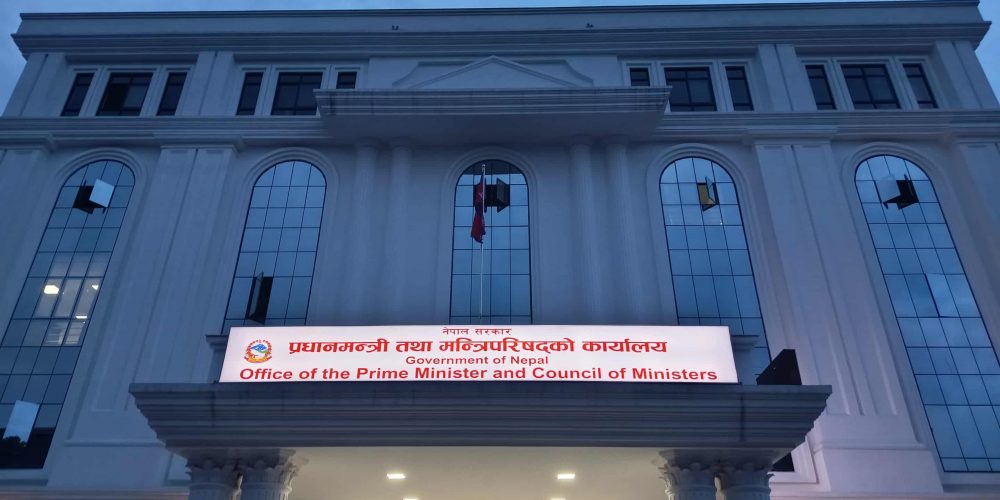 नेपाल सरकार
प्रधानमन्त्री तथा मन्त्रिपरिषद्को कार्यालय
Government of Nepal
Office of the Prime Minister and Council of Ministers